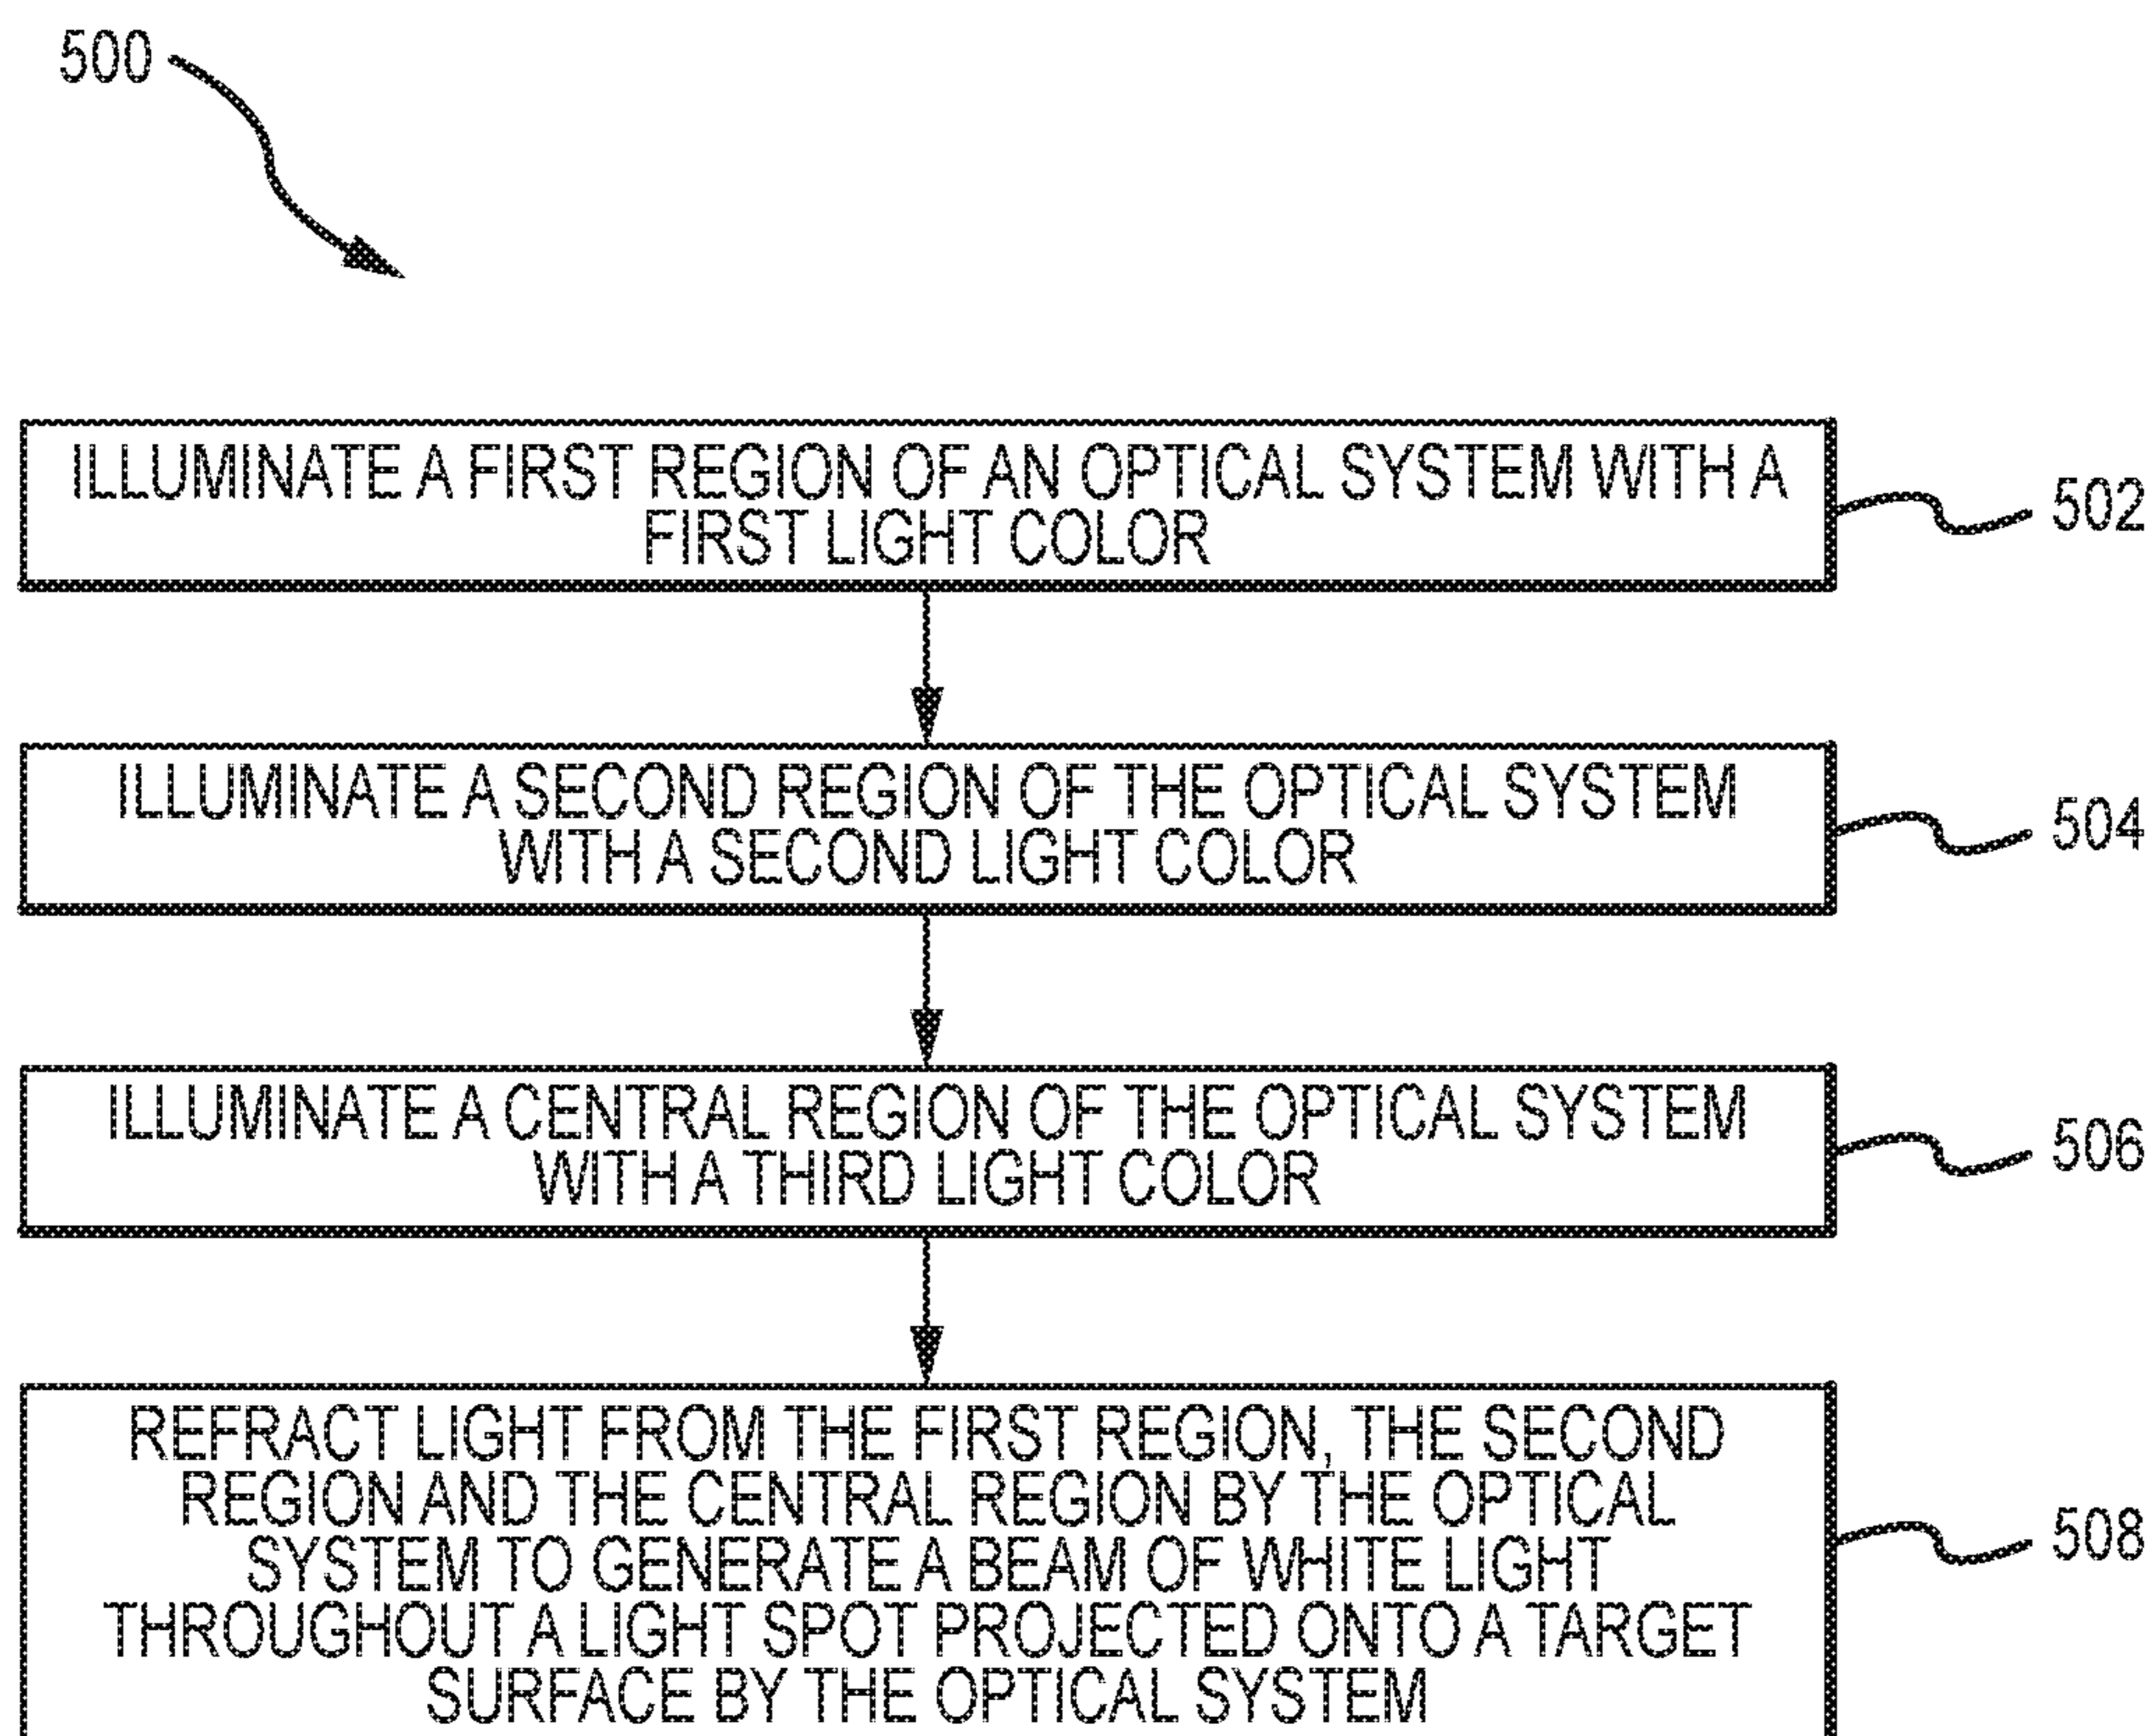 500
ILLUMINATE A FIRST REGION OF AN OPTICAL SYSTEM WITH A
FIRST LIGHT COLOR
502
ILLUMINATE A SECOND REGION OF THE OPTICAL SYSTEM
WITH A SECOND LIGHT COLOR
504
ILLUMINATE A CENTRAL REGION OF THE OPTICAL SYSTEM
WITH A THIRD LIGHT COLOR
506
REFRACT LIGHT FROM THE FIRST REGION, THE SECOND
REGION AND THE CENTRAL REGION BY THE OPTICAL
SYSTEM TO GENERATE A BEAM OF WHITE LIGHT
THROUGHOUT A LIGHT SPOT PROJECTED ONTO A TARGET
SURFACE BY THE OPTICAL SYSTEM
508